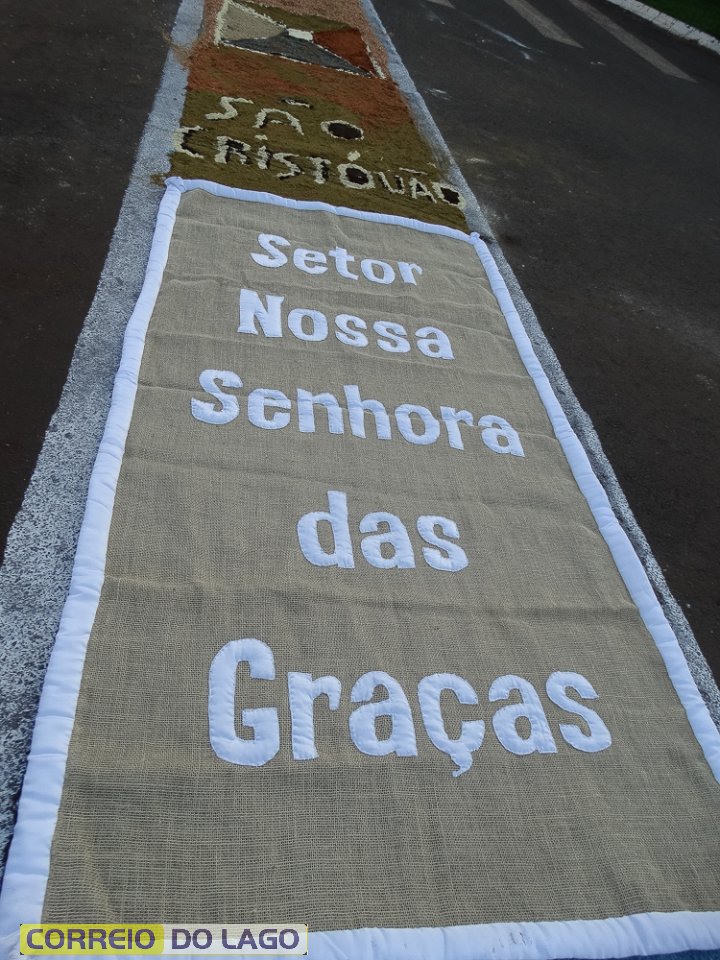 SÃO
CRISTÓVÃO
Setor
Nossa
Senhora
das
Graças
CORREIO DO LAGO